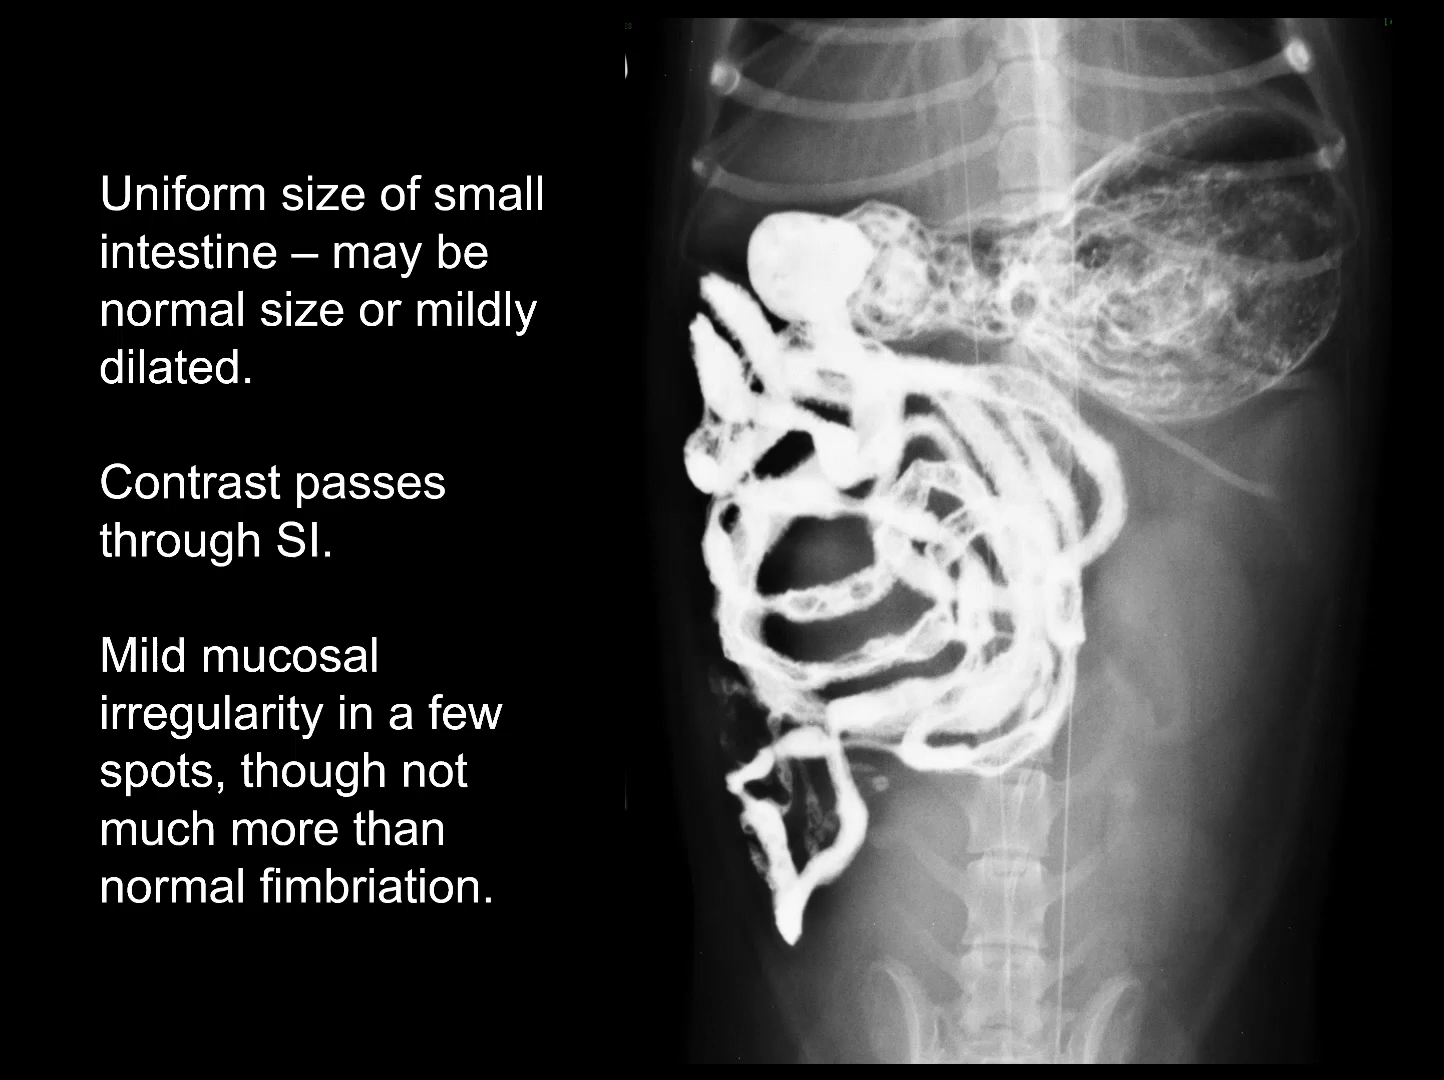 Uniform size of small
intestine – may be
normal size or mildly
dilated.
Contrast passes
through SI.
Mild mucosal
irregularity in a few
spots, though not
much more than
normal fimbriation.